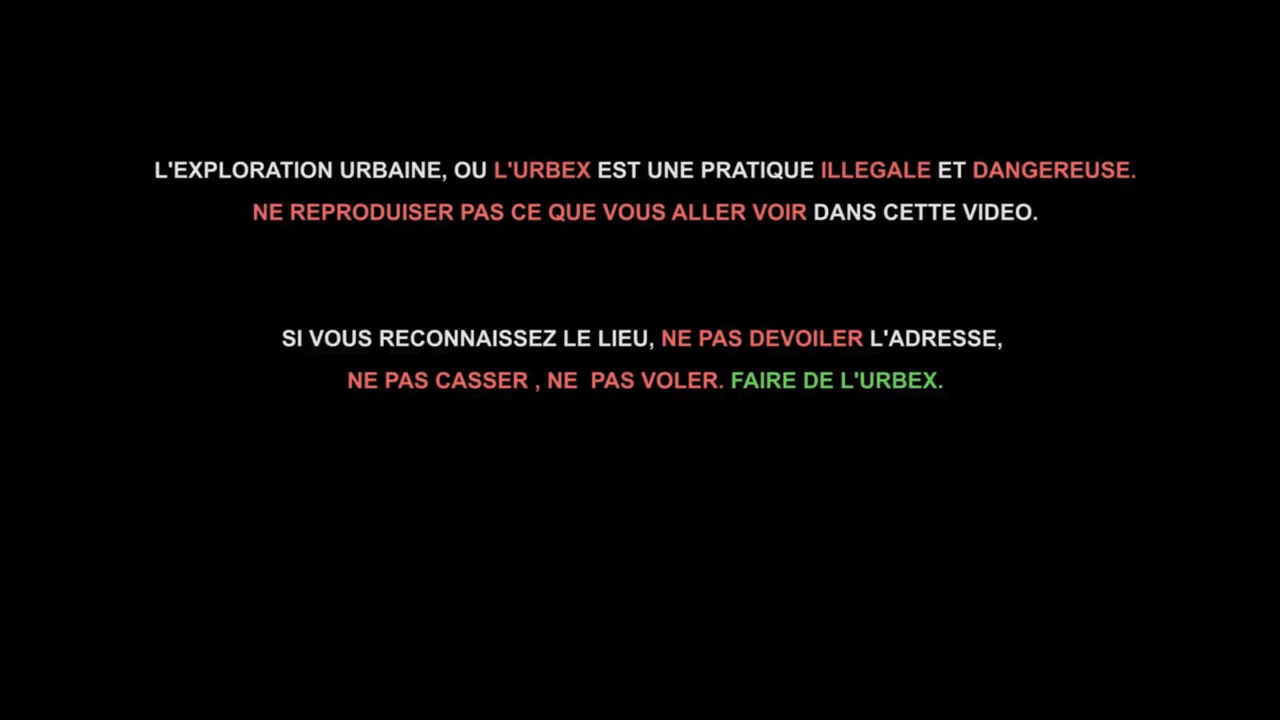 L'EXPLORATION URBAINE, OU L'URBEX EST UNE PRATIQUE ILLEGALE ET DANGEREUSE.
NE REPRODUISER PAS CE QUE VOUS ALLER VOIR DANS CETTE VIDEO.
SI VOUS RECONNAISSEZ LE LIEU, NE PAS DEVOILER L'ADRESSE,
NE PAS CASSER , NE  PAS VOLER. FAIRE DE L'URBEX.